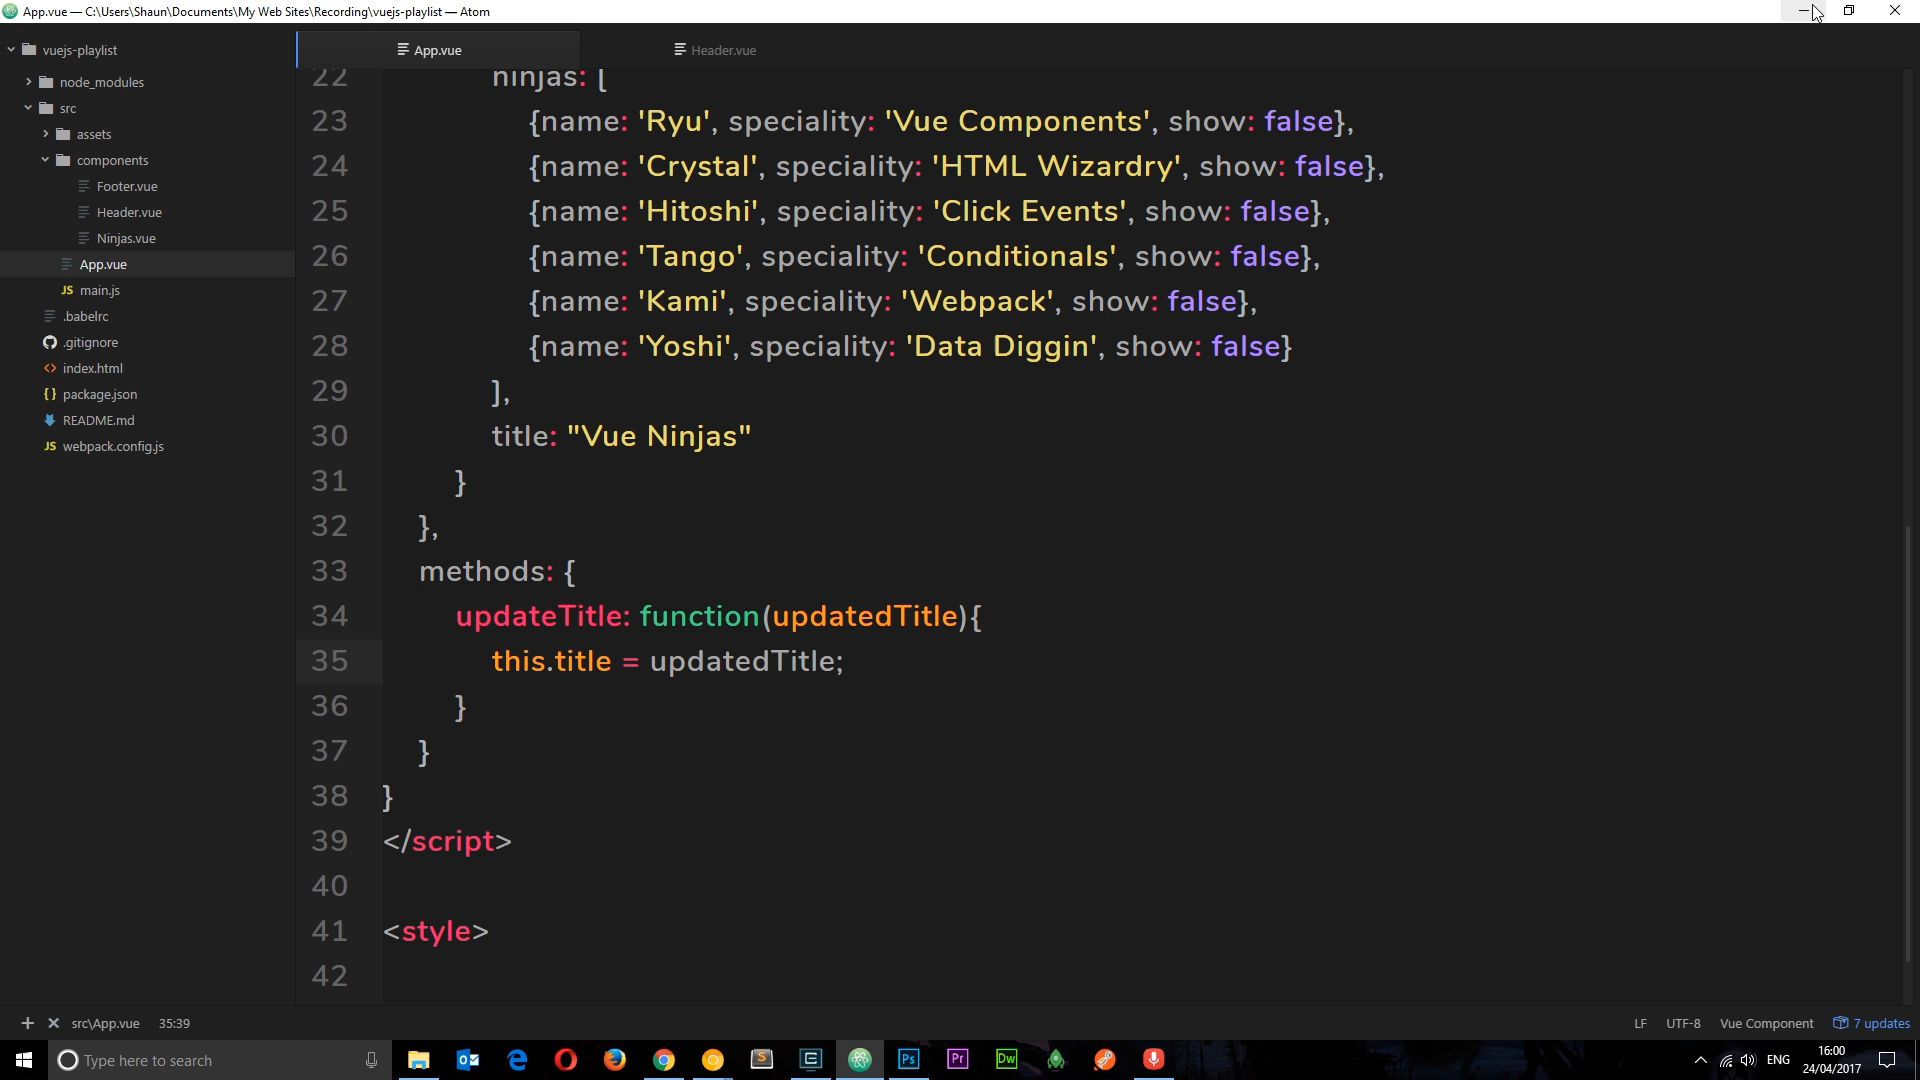 App.vue — C:\Users\Shaun\Documents\My Web Sites\Recording\vuejs-playlist — Atom
vuejs-playlist
node_modules
src
assets
components
Footer.vue
Header.vue
Ninjas.vue
App.vue
main.js
.babelrc
.gitignore
index.html
package.json
README.md
webpack.config.js
App.vue
Header.vue
22 ninjas: [
23 {name: 'Ryu', speciality: 'Vue Components', show: false},
24 {name: 'Crystal', speciality: 'HTML Wizardry', show: false},
25 {name: 'Hitoshi', speciality: 'Click Events', show: false},
26 {name: 'Tango', speciality: 'Conditionals', show: false},
27 {name: 'Kami', speciality: 'Webpack', show: false},
28 {name: 'Yoshi', speciality: 'Data Diggin', show: false}
29 ],
30 title: "Vue Ninjas"
31 }
32 },
33 methods: {
34 updateTitle: function(updatedTitle){
35 this.title = updatedTitle;
36 }
37 }
38 }
39 </script>
40
41 <style>
42
src\App.vue 35:39
LF UTF-8 Vue Component 7 updates
Type here to search
ENG
16:00
24/04/2017